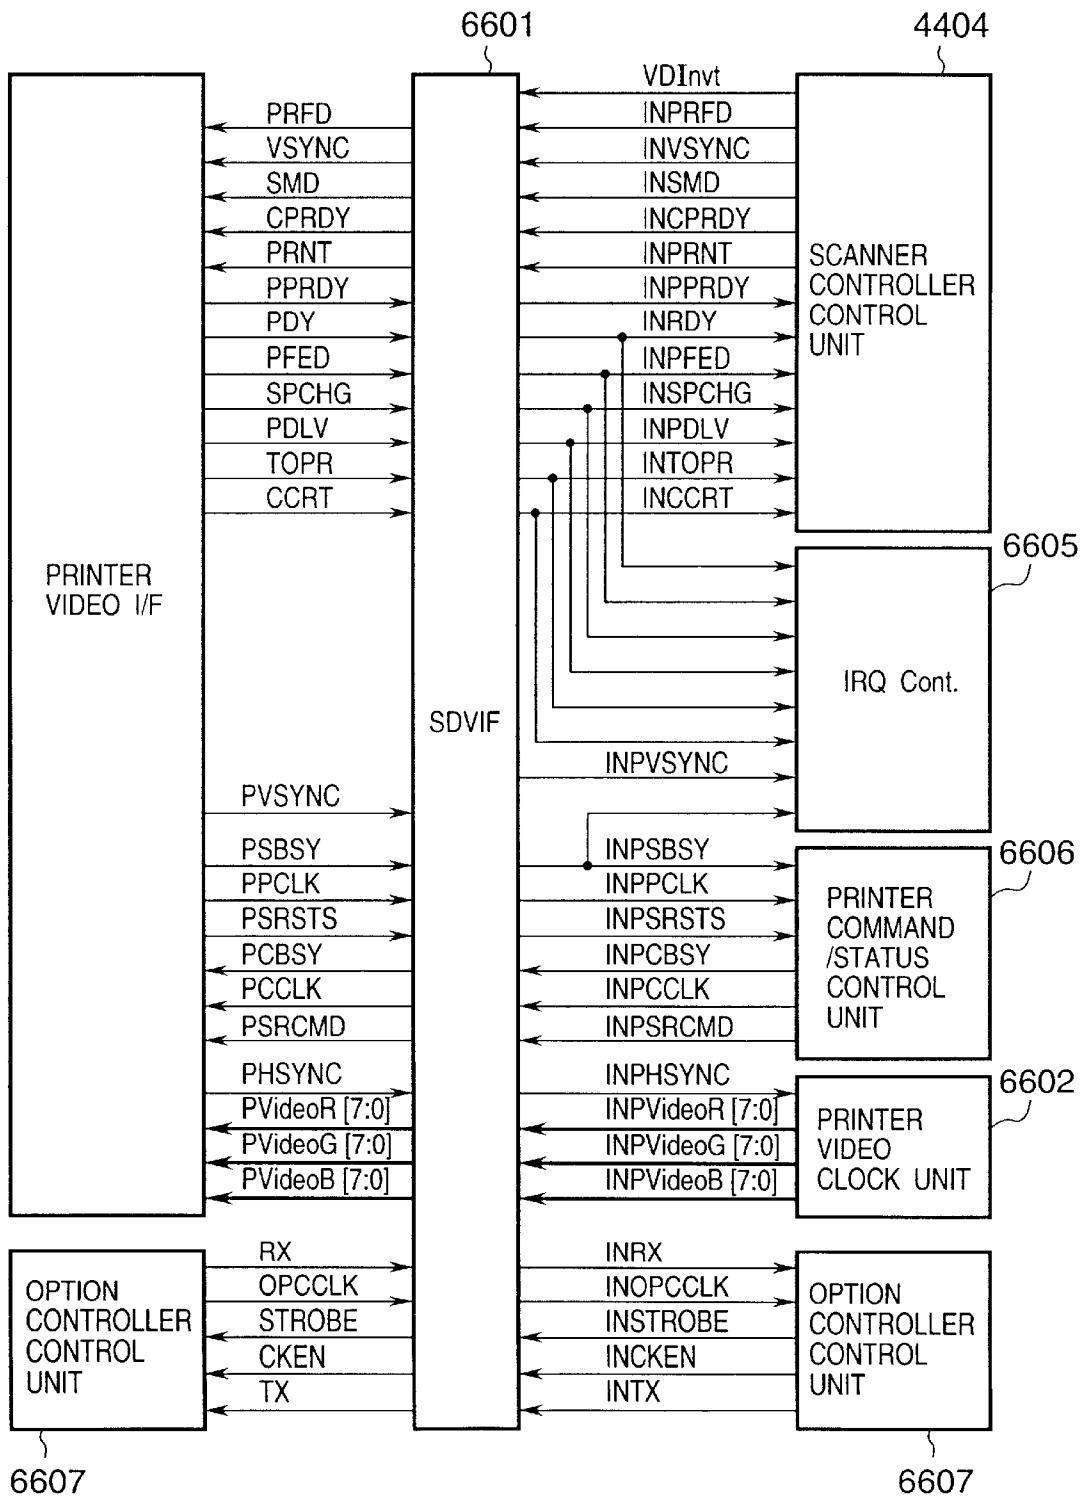 6601
4404
VDInvt
PRFD
INPRFD
VSYNC
INVSYNC
SMD
INSMD
CPRDY
INCPRDY
PRNT
INPRNT
PPRDY
INPPRDY
PDY
INRDY
PFED
INPFED
SPCHG
INSPCHG
PDLV
INPDLV
TOPR
INTOPR
CCRT
INCCRT
SCANNER
CONTROLLER
CONTROL
UNIT
6605
PRINTER
VIDEO I/F
IRQ Cont.
SDVIF
INPVSYNC
PVSYNC
PSBSY
INPSBSY
PPCLK
INPPCLK
PSRSTS
INPSRSTS
PCBSY
INPCBSY
PCCLK
INPCCLK
PSRCMD
INPSRCMD
6606
PRINTER
COMMAND
/STATUS
CONTROL
UNIT
PHSYNC
INPHSYNC
PVideoR [7:0]
INPVideoR [7:0]
PVideoG [7:0]
INPVideoG [7:0]
PVideoB [7:0]
INPVideoB [7:0]
6602
PRINTER
VIDEO
CLOCK UNIT
RX
INRX
OPCCLK
INOPCCLK
STROBE
INSTROBE
CKEN
INCKEN
TX
INTX
OPTION
CONTROLLER
CONTROL
UNIT
OPTION
CONTROLLER
CONTROL
UNIT
6607
6607